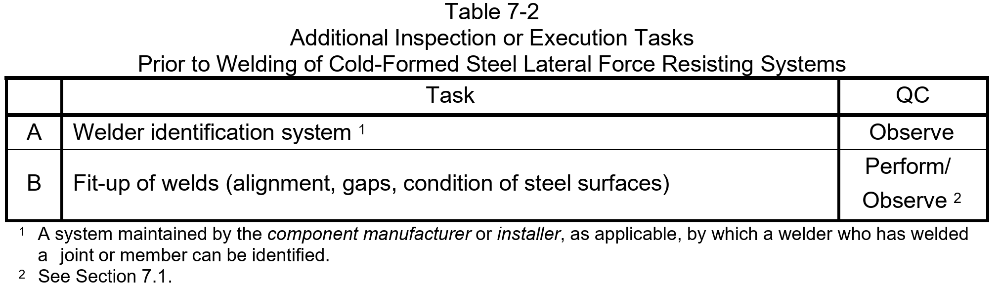 Table 7-2
Additional Inspection or Execution Tasks
Prior to Welding of Cold-Formed Steel Lateral Force Resisting Systems
Task QC
A Welder identification system 1 Observe
B Fit-up of welds (alignment, gaps, condition of steel surfaces) Perform/
Observe 2
1 A system maintained by the component manufacturer or installer, as applicable, by which a welder who has welded
a joint or member can be identified.
2 See Section 7.1.